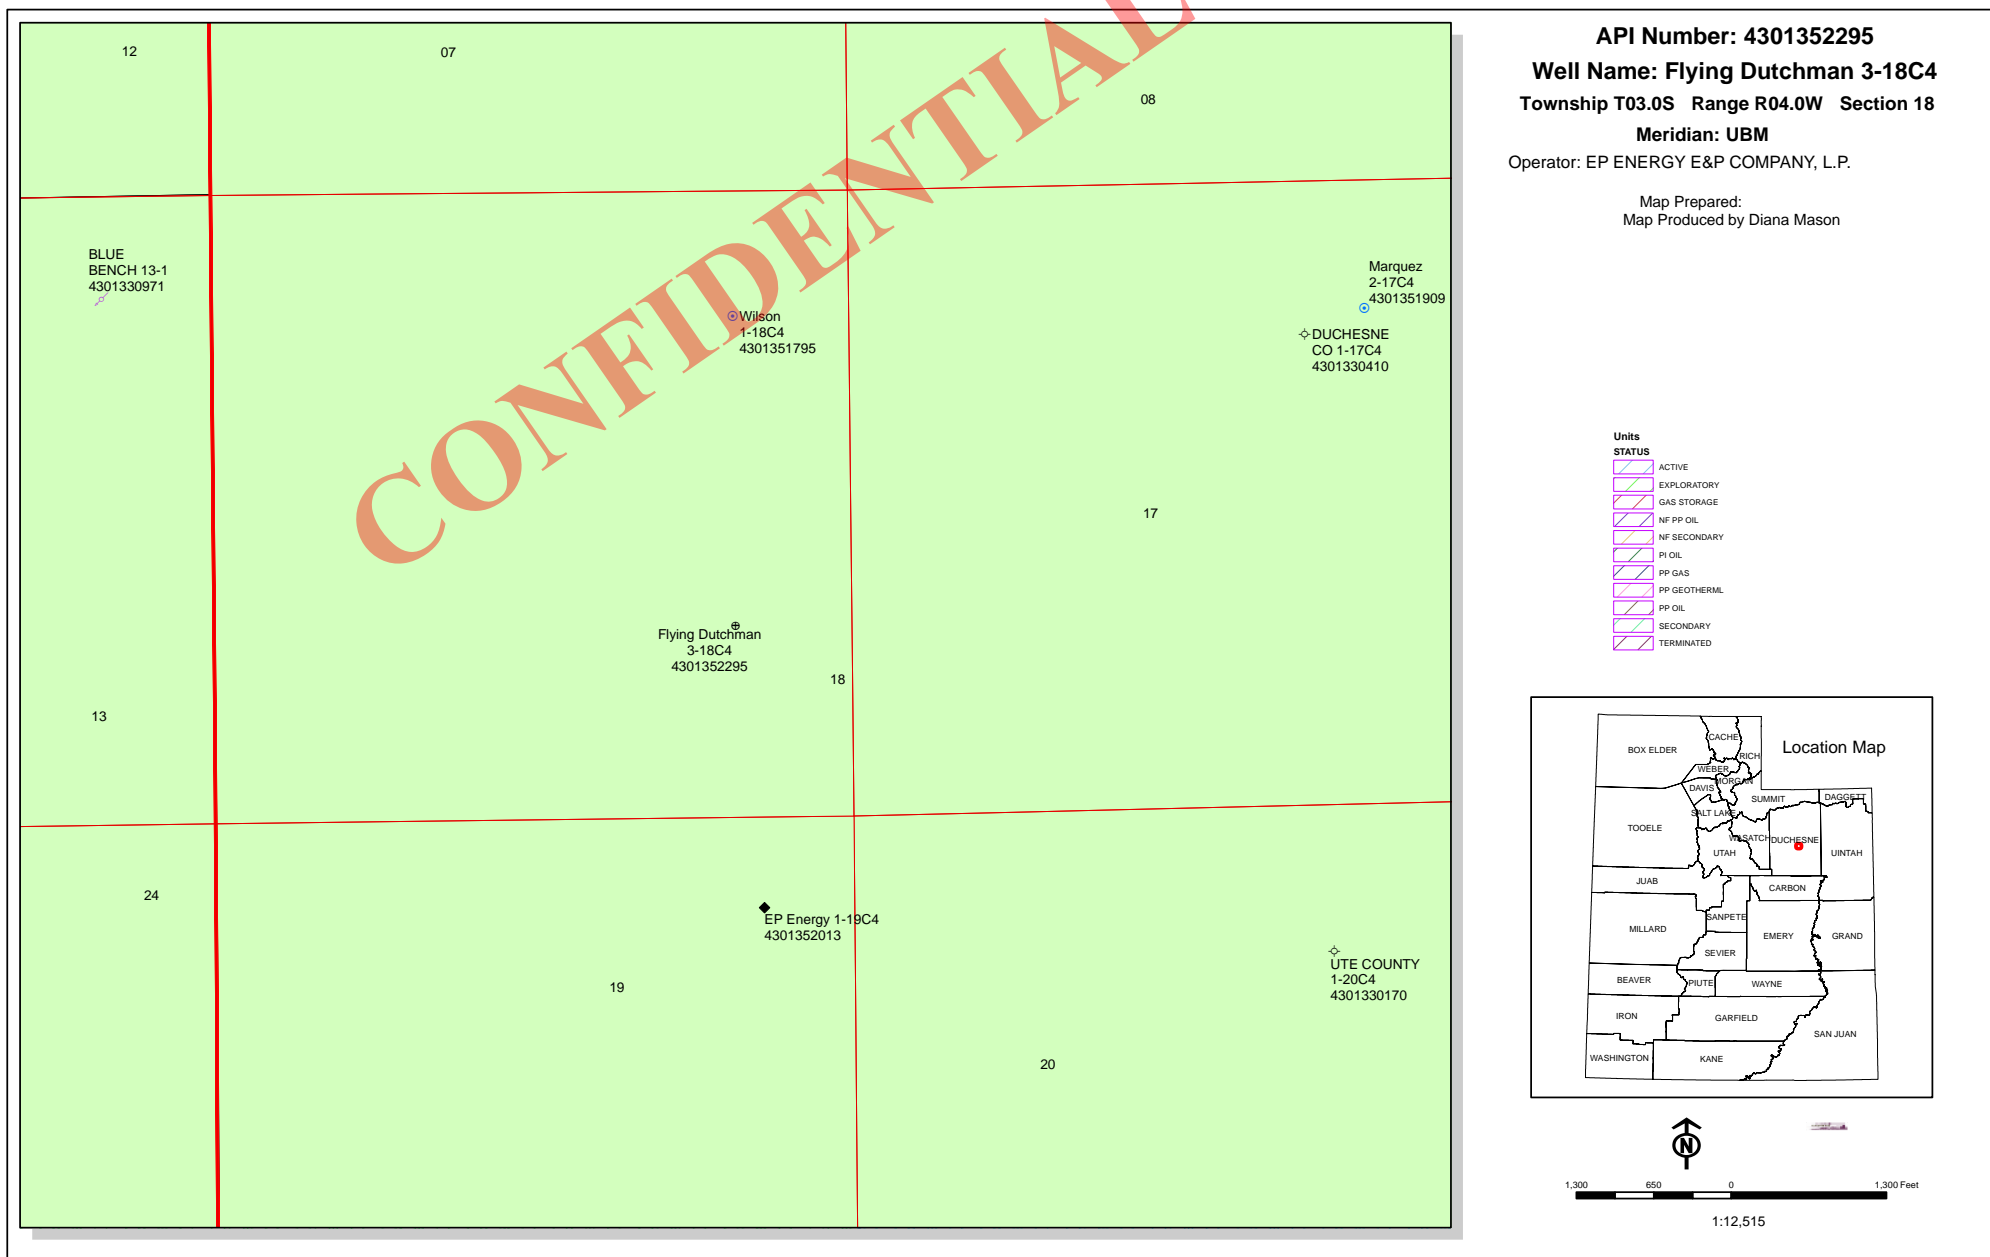 12
07
08
CONFIDENTIAL
BLUE
BENCH 13-1
4301330971
Wilson
1-18C4
4301351795
Marquez
2-17C4
4301351909
DUCHESNE
CO 1-17C4
4301330410
17
Flying Dutchman
3-18C4
4301352295
18
13
24
EP Energy 1-19C4
4301352013
19
UTE COUNTY
1-20C4
4301330170
20
API Number: 4301352295
Well Name: Flying Dutchman 3-18C4
Township T03.0S Range R04.0W Section 18
Meridian: UBM
Operator: EP ENERGY E&P COMPANY, L.P.
Map Prepared:
Map Produced by Diana Mason
Units
STATUS
ACTIVE
EXPLORATORY
GAS STORAGE
NF PP OIL
NF SECONDARY
PI OIL
PP GAS
PP GEOTHERML
PP OIL
SECONDARY
TERMINATED
Location Map
BOX ELDER
CACHE
RICH
WEBER
MORGAN
DAVIS
SUMMIT
DAGGETT
SALT LAKE
TOOELE
WASATCH
DUCHESNE
UTAH
UINTAH
JUAB
CARBON
SANPETE
MILLARD
EMERY
GRAND
SEVIER
BEAVER
PIUTE
WAYNE
IRON
GARFIELD
SAN JUAN
WASHINGTON
KANE
N
1,300 650 0 1,300 Feet
1:12,515